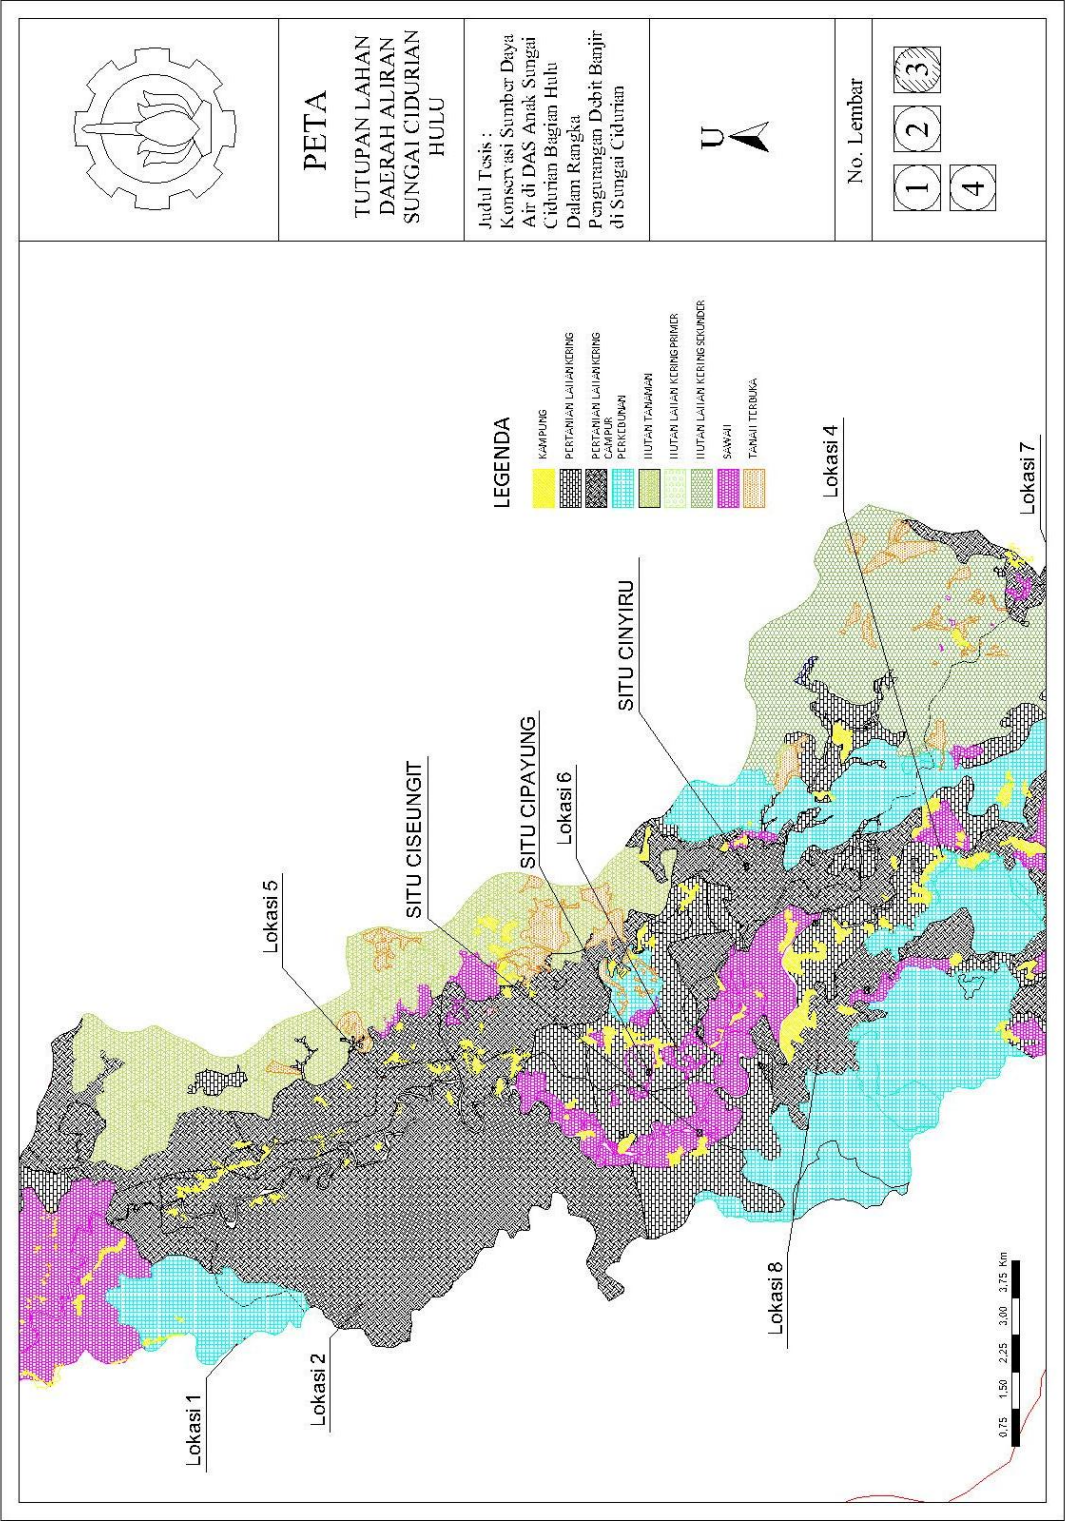 PETA
TUTUPAN LAHAN
DAERAH ALIRAN
SUNGAI CIDURIAN
HULU
Judul Tesis :
Konservasi Sumber Daya
Air di DAS Anak Sungai
Cidurian Bagian Hulu
Dalam Rangka
Pengurangan Debit Banjir
di Sungai Cidurian
U
No. Lembar
1 2 3
4
LEGENDA
KAMPUNG
PERTANIAN LAHAN KERING
PERTANIAN LAHAN KERING
CAMPUR
PERKEBUNAN
HUTAN TANAMAN
HUTAN LAHAN KERING PRIMER
HUTAN LAHAN KERING SEKUNDER
SAWAH
TANAH TERBUKA
Lokasi 1
Lokasi 2
Lokasi 5
SITU CISEUNGIT
SITU CIPAYUNG
Lokasi 6
SITU CINYIRU
Lokasi 8
Lokasi 4
Lokasi 7
0.75 1.50 2.25 3.00 3.75 Km